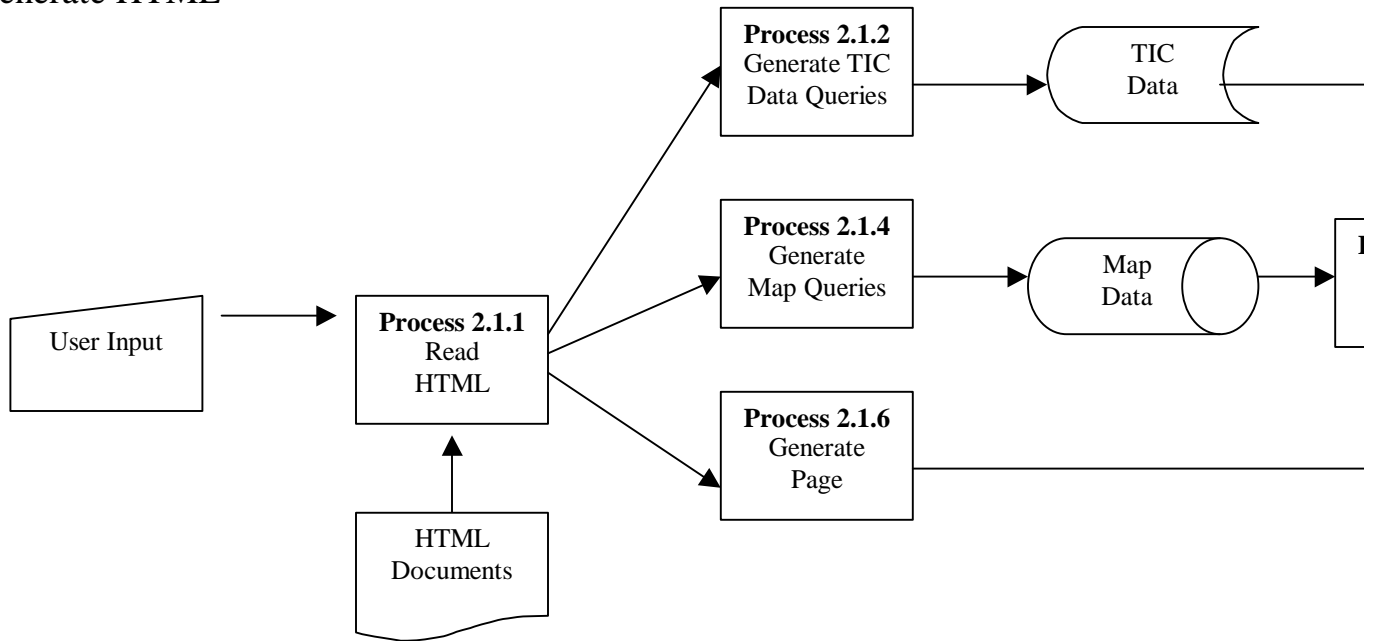 HTML
Process 2.1.2
Generate TIC
Data Queries
TIC
Data
Process 2.1.4
Generate
Map Queries
Map
Data
User Input
Process 2.1.1
Read
HTML
Process 2.1.6
Generate
Page
HTML
Documents